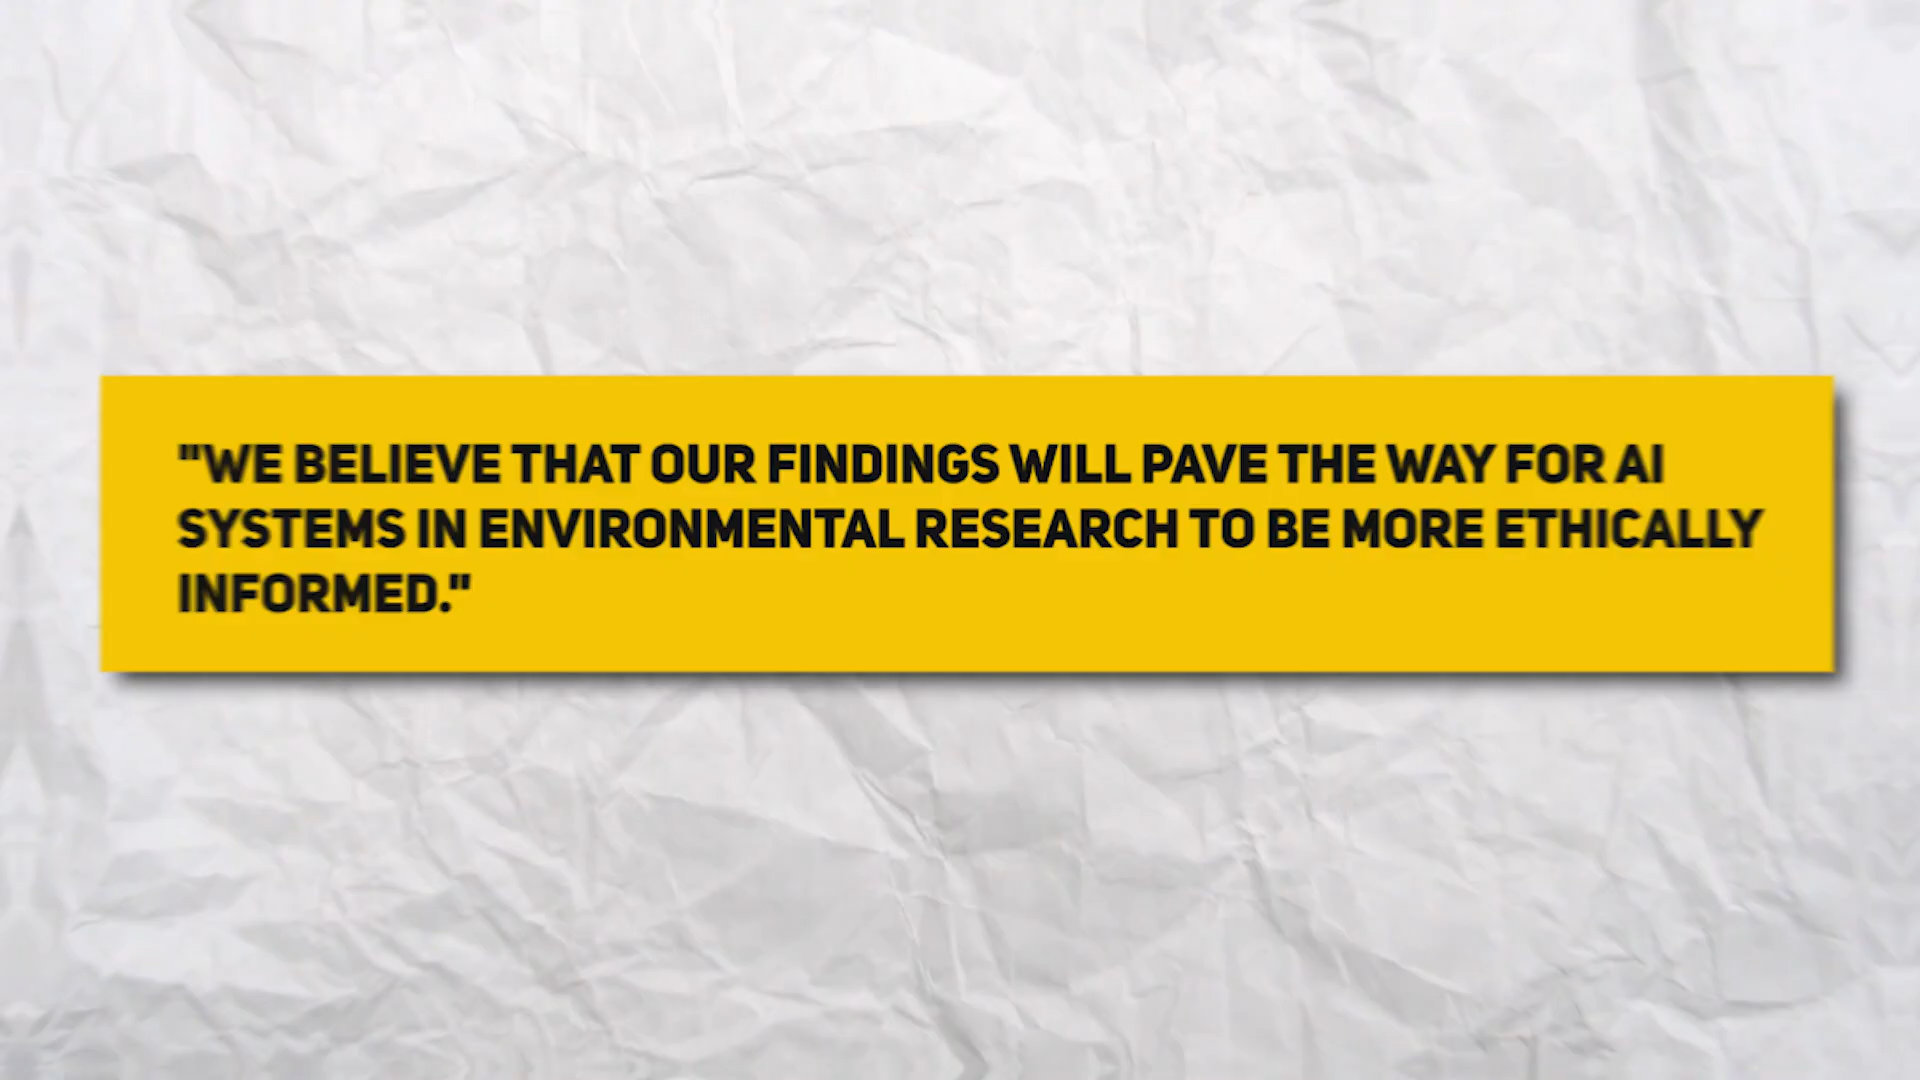 "WE BELIEVE THAT OUR FINDINGS WILL PAVE THE WAY FOR AI
SYSTEMS IN ENVIRONMENTAL RESEARCH TO BE MORE ETHICALLY
INFORMED."